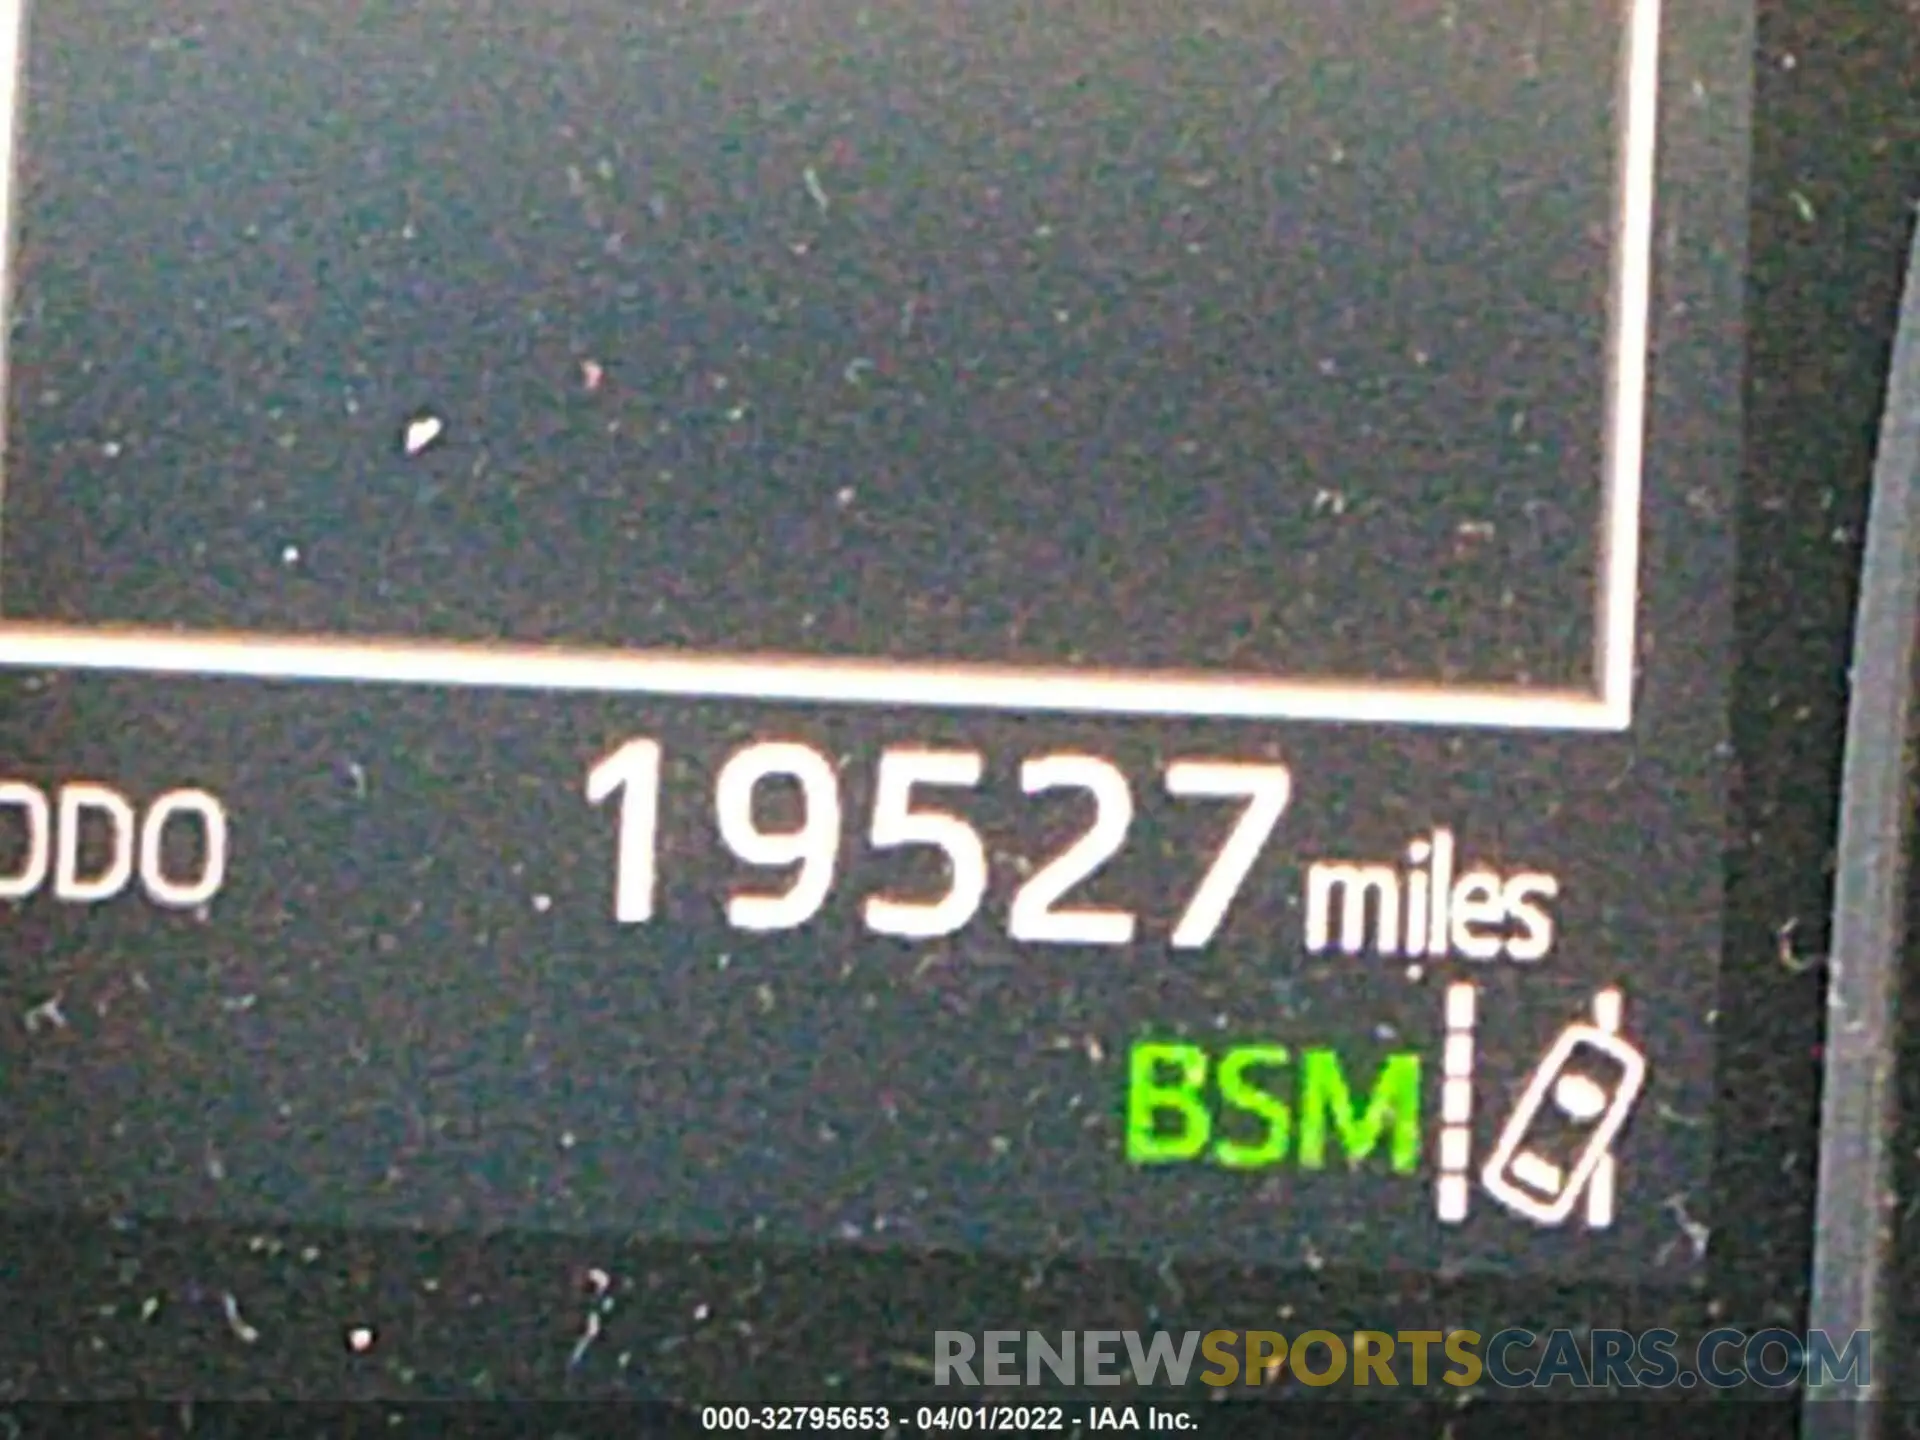 ODO 19527 miles
BSM
RENEWSPORTSCARS.COM
000-32795653 - 04/01/2022 - IAA Inc.